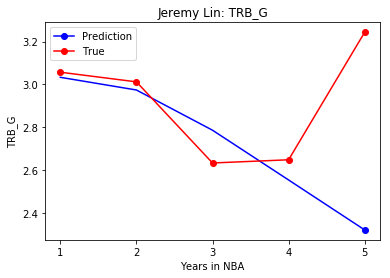 Jeremy Lin: TRB_G
Prediction
True
3.2
3.0
2.8
2.6
2.4
TRB_G
1 2 3 4 5
Years in NBA